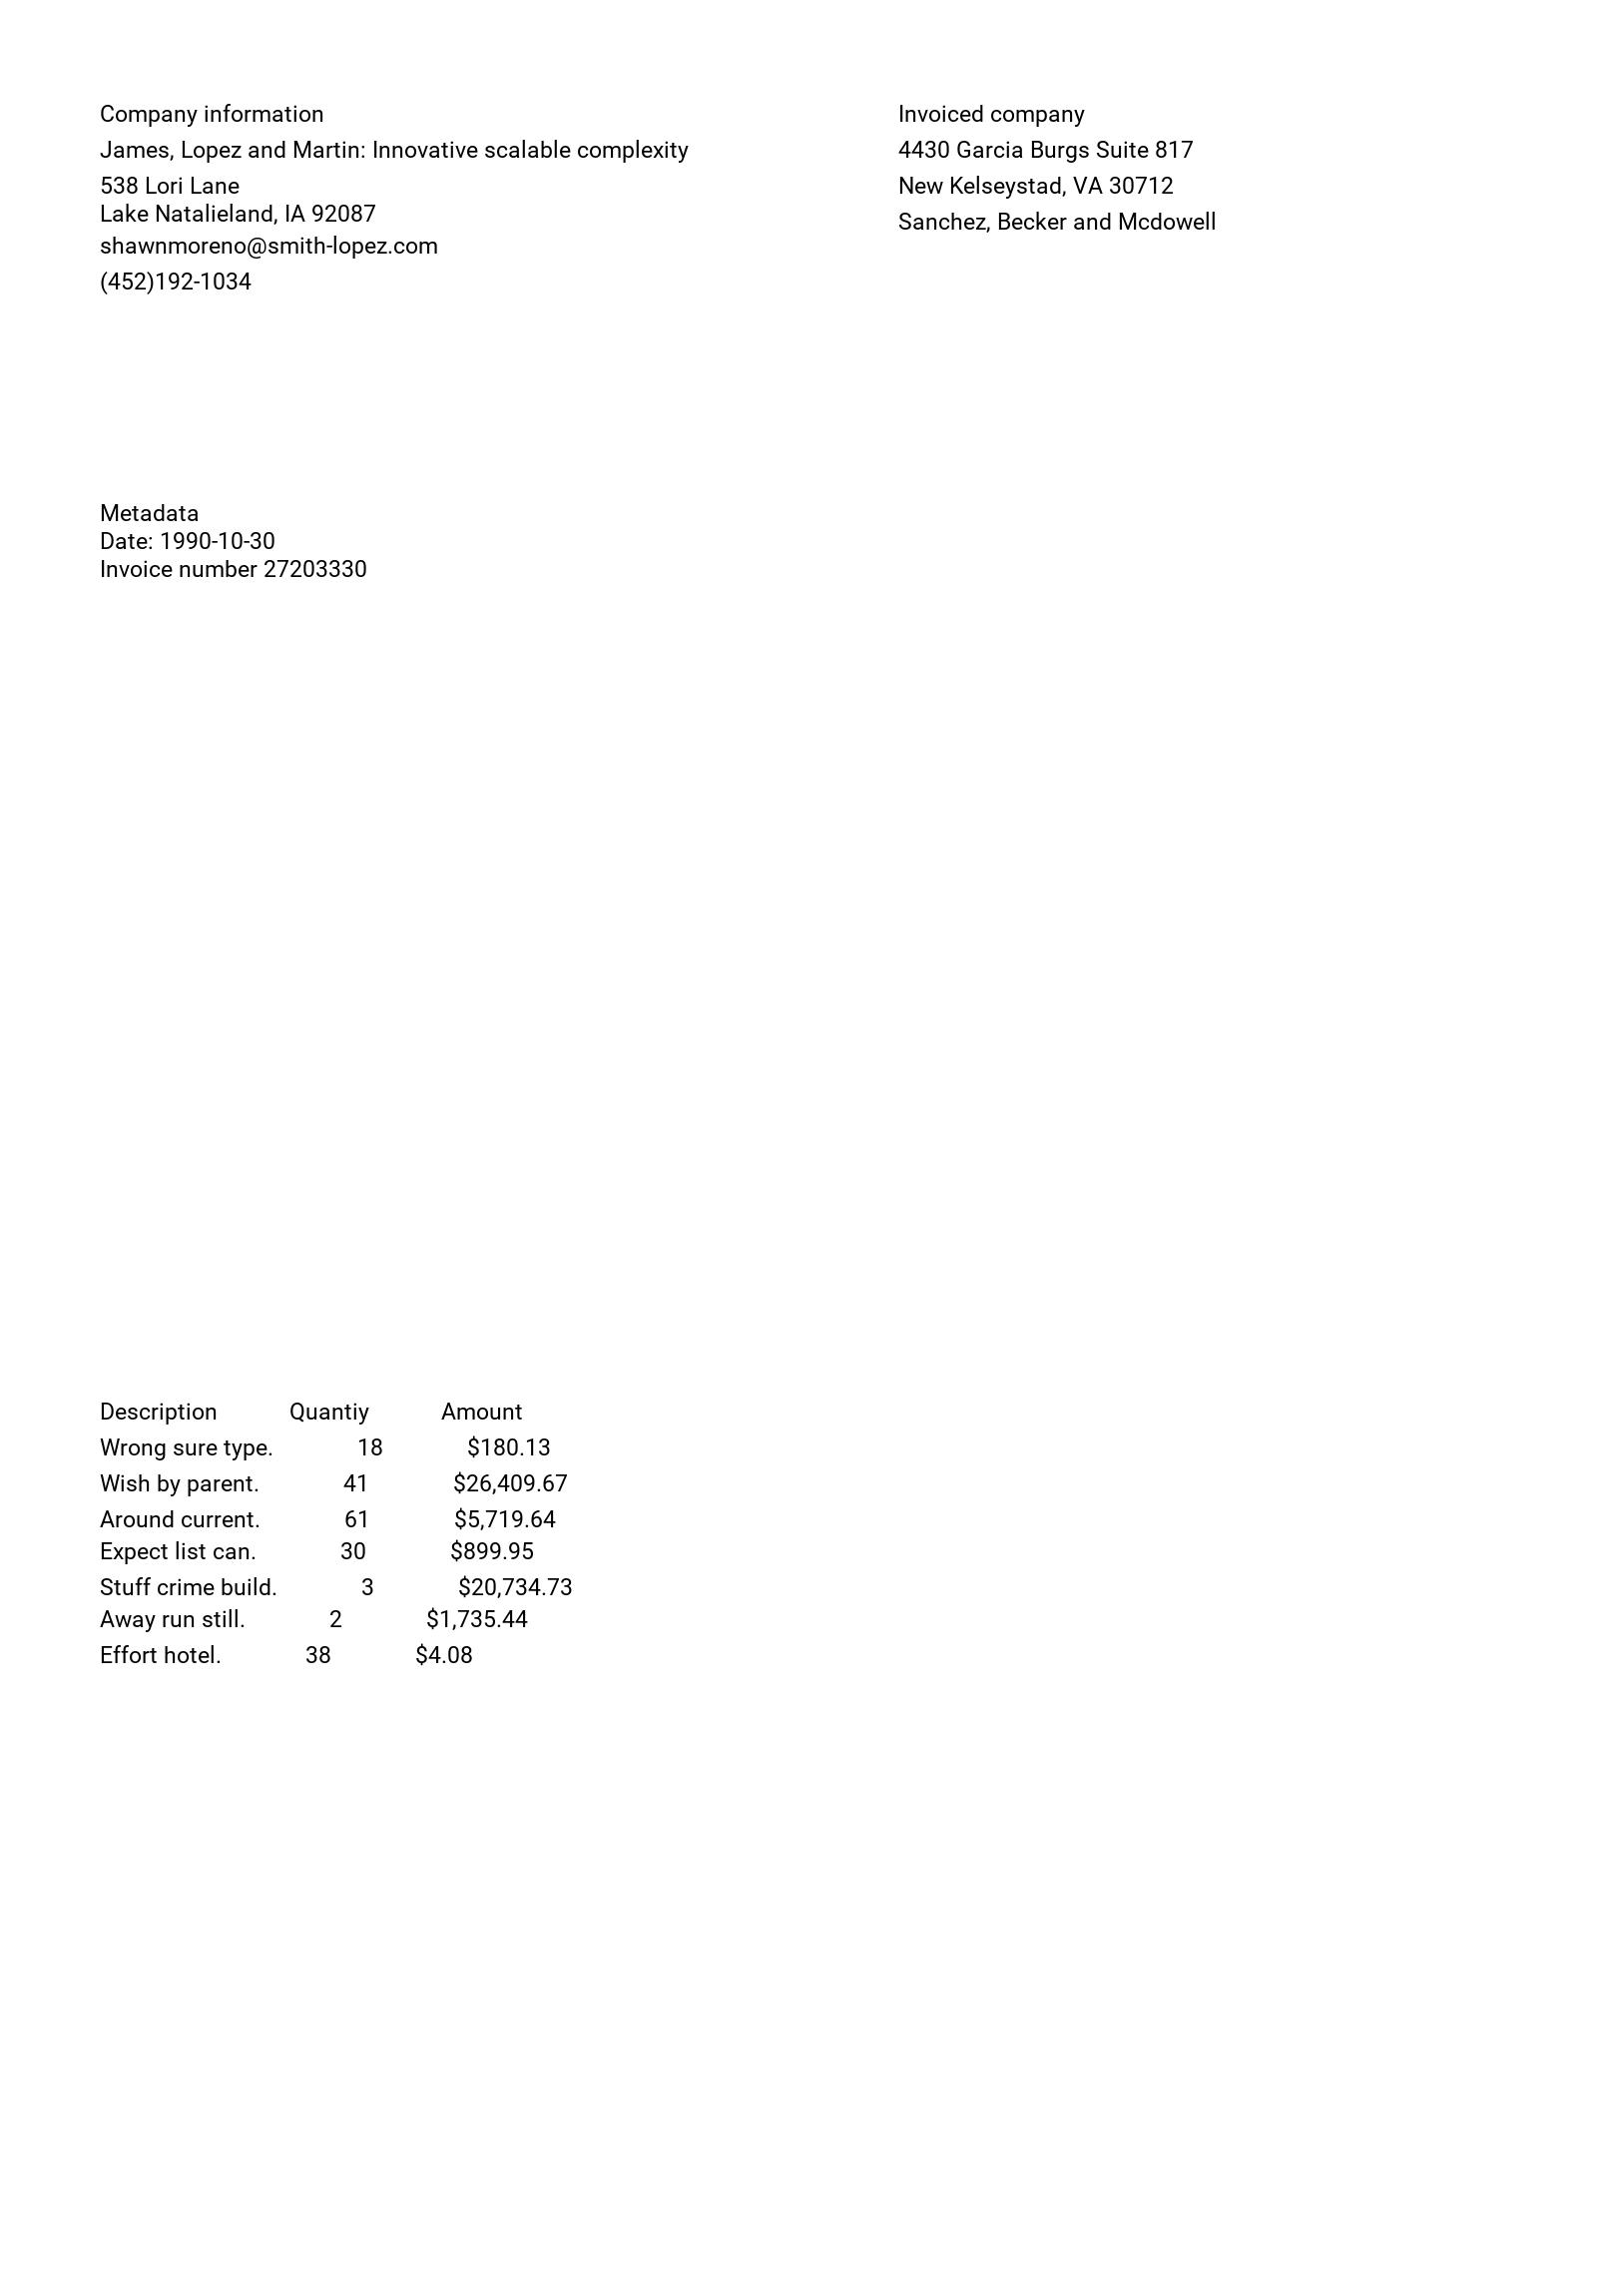 Company information
James, Lopez and Martin: Innovative scalable complexity
538 Lori Lane
Lake Natalieland, IA 92087
shawnmoreno@smith-lopez.com
(452)192-1034
Invoiced company
4430 Garcia Burgs Suite 817
New Kelseystad, VA 30712
Sanchez, Becker and Mcdowell
Metadata
Date: 1990-10-30
Invoice number 27203330
Description Quantiy Amount
Wrong sure type. 18 $180.13
Wish by parent. 41 $26,409.67
Around current. 61 $5,719.64
Expect list can. 30 $899.95
Stuff crime build. 3 $20,734.73
Away run still. 2 $1,735.44
Effort hotel. 38 $4.08